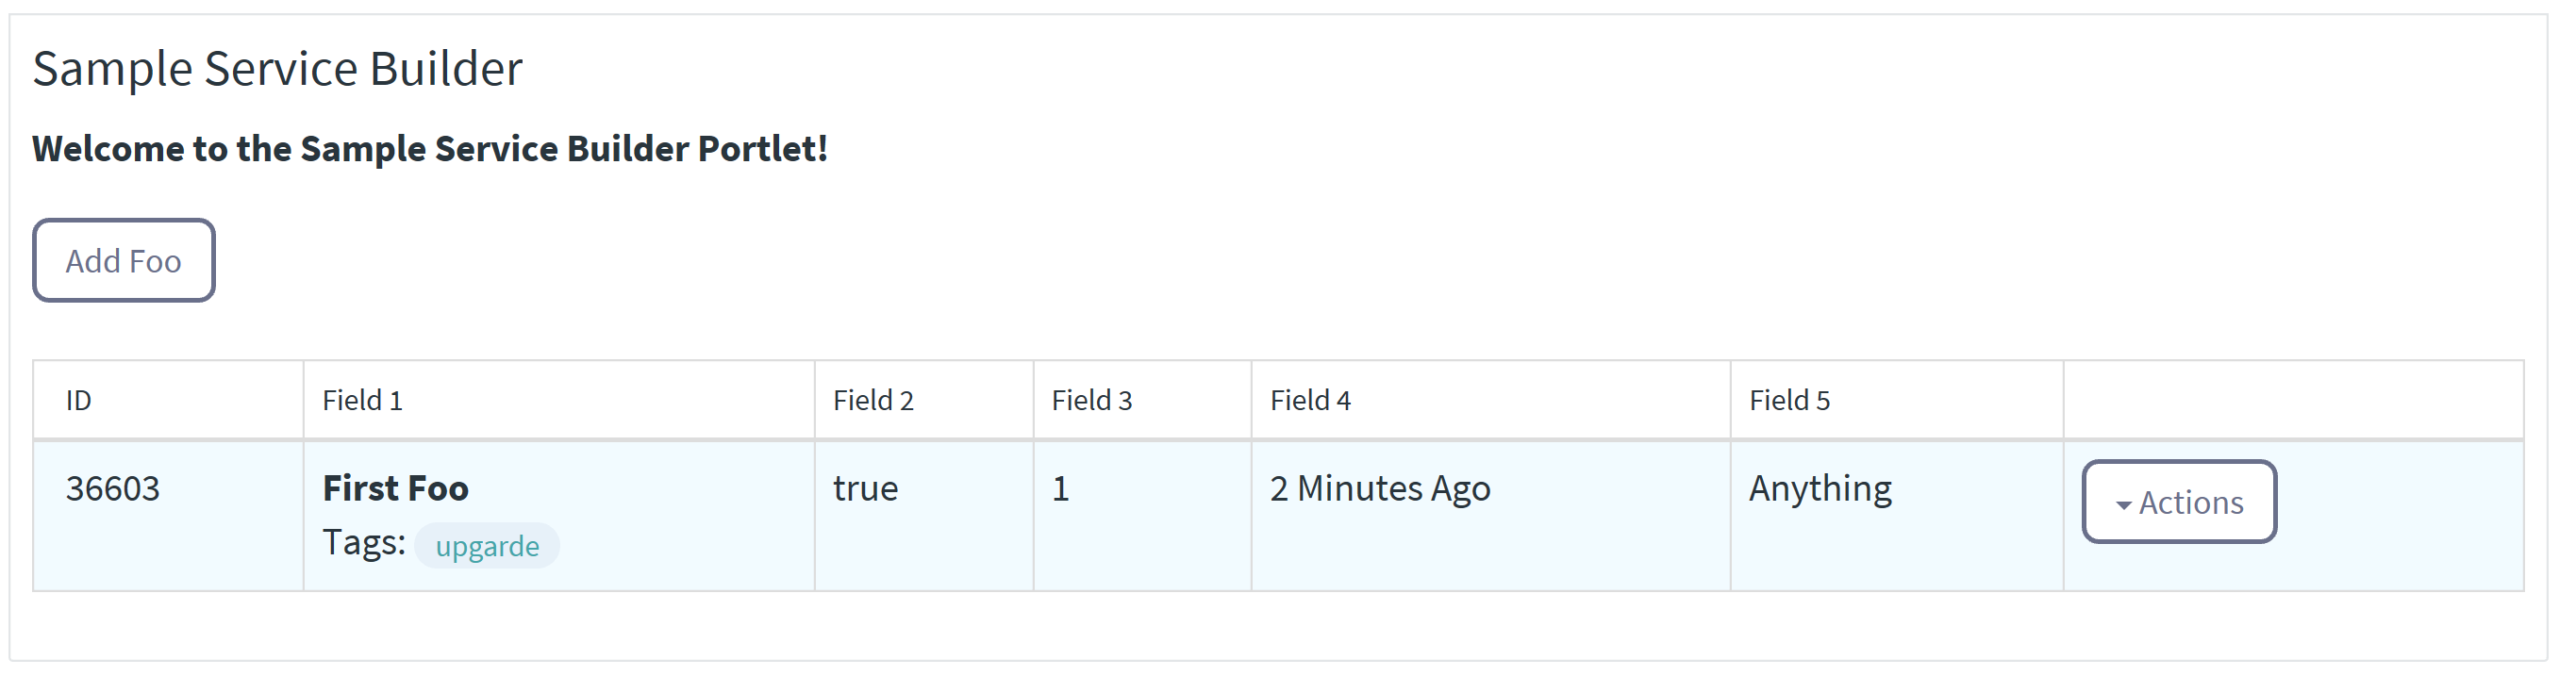 Sample Service Builder
Welcome to the Sample Service Builder Portlet!
Add Foo
ID Field 1 Field 2 Field 3 Field 4 Field 5
36603 First Foo true 1 2 Minutes Ago Anything Actions
Tags: upgarde